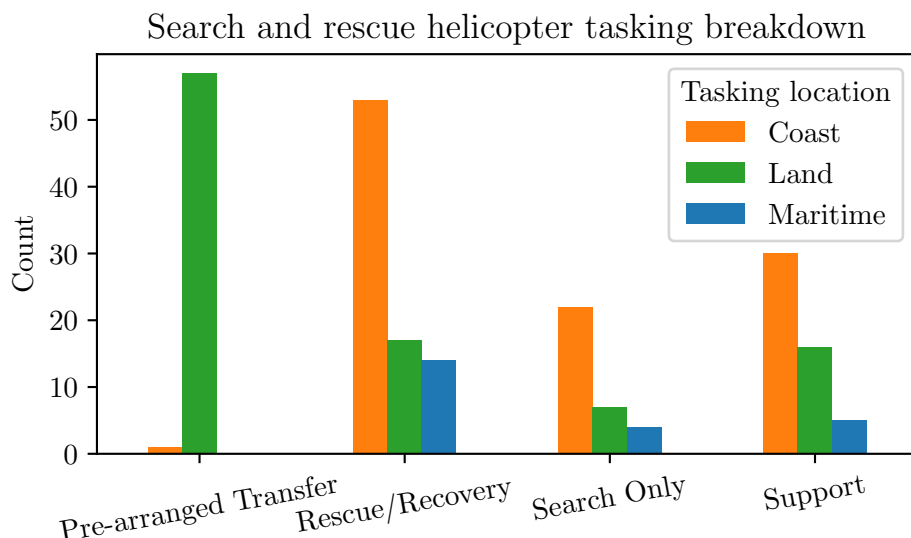 Search and rescue helicopter tasking breakdown
Tasking location
Coast
Land
Maritime
Count
50
40
30
20
10
0
Pre-arranged Transfer
Rescue/Recovery
Search Only
Support